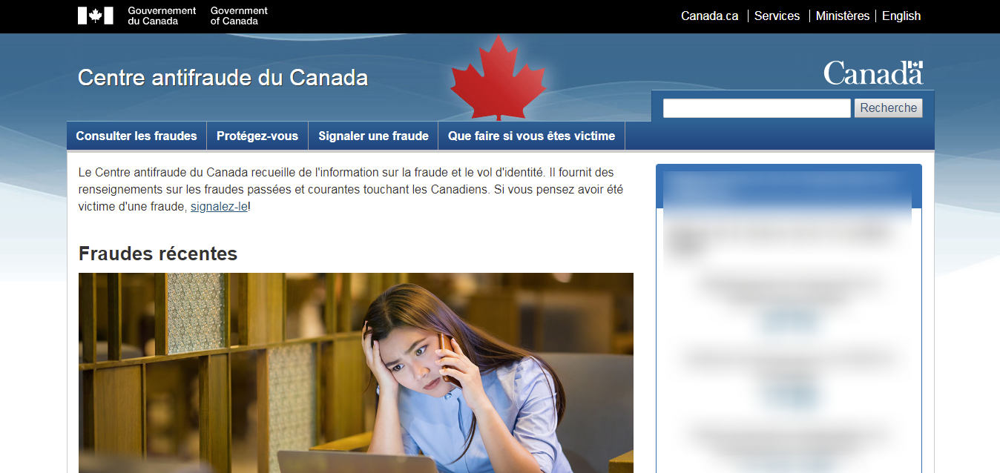 Gouvernement du Canada
Government of Canada
Canada.ca
Services
Ministères
English
Centre antifraude du Canada
Canada
Recherche
Consulter les fraudes
Protégez-vous
Signaler une fraude
Que faire si vous êtes victime
Le Centre antifraude du Canada recueille de l'information sur la fraude et le vol d'identité. Il fournit des
renseignements sur les fraudes passées et courantes touchant les Canadiens. Si vous pensez avoir été
victime d'une fraude, signalez-le!
Fraudes récentes